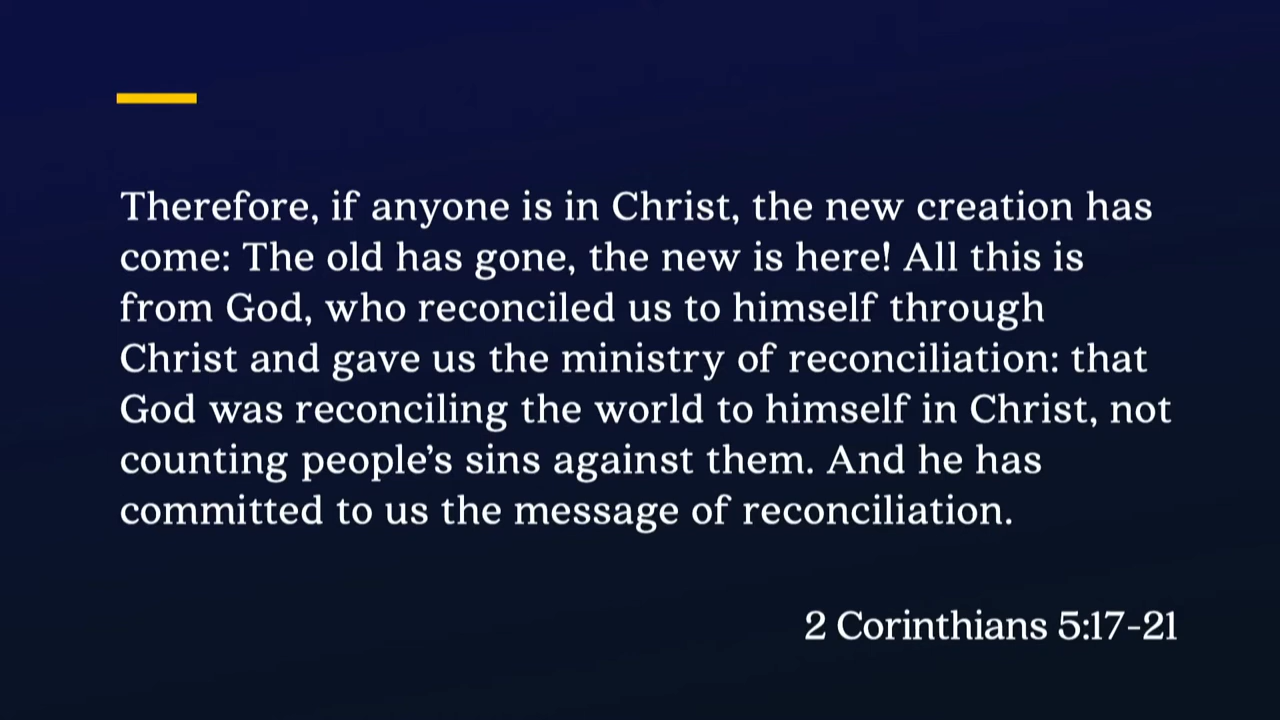 Therefore, if anyone is in Christ, the new creation has
come: The old has gone, the new is here! All this is
from God, who reconciled us to himself through
Christ and gave us the ministry of reconciliation: that
God was reconciling the world to himself in Christ, not
counting people’s sins against them. And he has
committed to us the message of reconciliation.
2 Corinthians 5:17-21